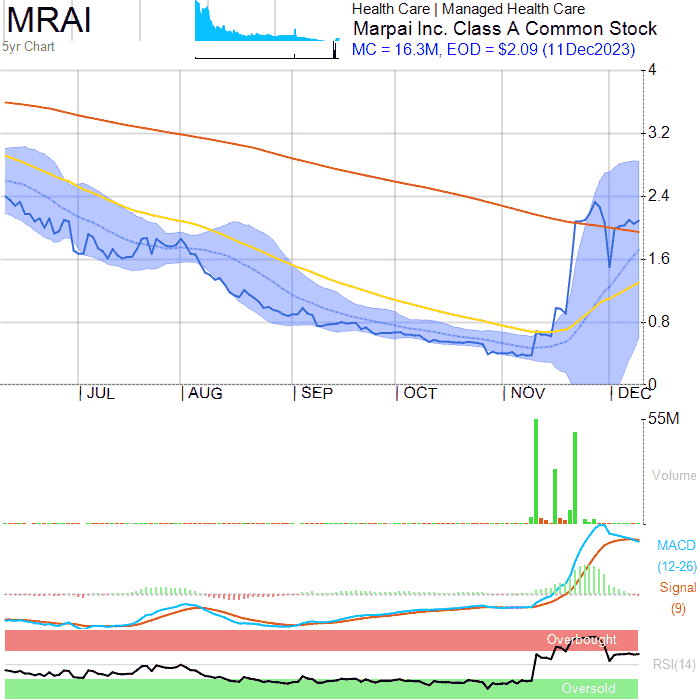 MRAI
5yr Chart
Health Care | Managed Health Care
Marpai Inc. Class A Common Stock
MC = 16.3M, EOD = $2.09 (11Dec2023)
4
3.2
2.4
1.6
0.8
0
JUL AUG SEP OCT NOV DEC
55M
Volume
MACD
(12-26)
Signal
(9)
Overbought
RSI(14)
Oversold